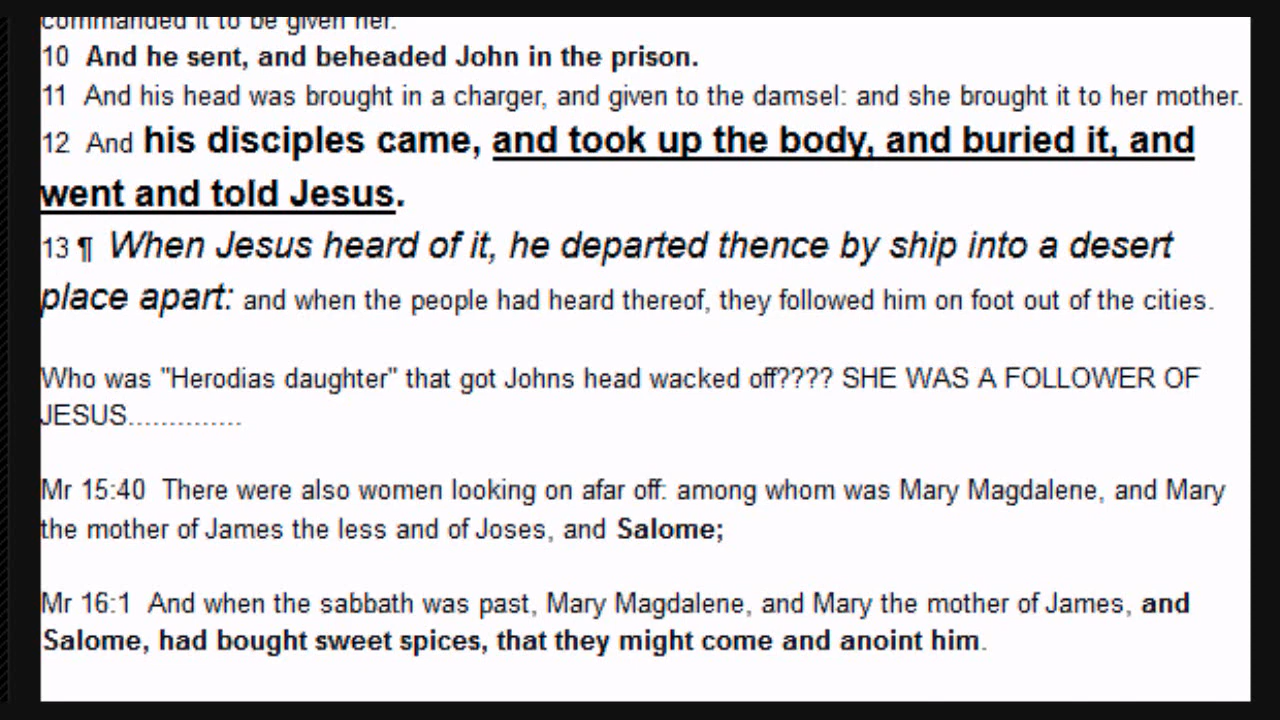 commanded it to be given her.
10 And he sent, and beheaded John in the prison.
11 And his head was brought in a charger, and given to the damsel: and she brought it to her mother.
12 And his disciples came, and took up the body, and buried it, and
went and told Jesus.
13 ¶ When Jesus heard of it, he departed thence by ship into a desert
place apart: and when the people had heard thereof, they followed him on foot out of the cities.
Who was "Herodias daughter" that got Johns head wacked off???? SHE WAS A FOLLOWER OF
JESUS..............
Mr 15:40 There were also women looking on afar off: among whom was Mary Magdalene, and Mary
the mother of James the less and of Joses, and Salome;
Mr 16:1 And when the sabbath was past, Mary Magdalene, and Mary the mother of James, and
Salome, had bought sweet spices, that they might come and anoint him.